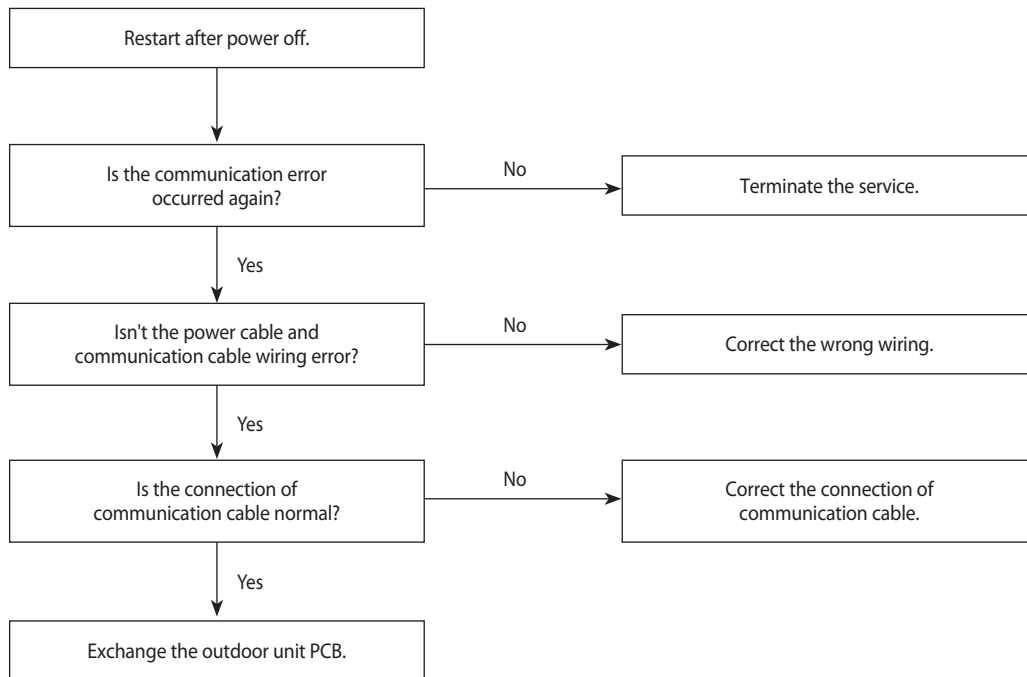 Restart after power off.
Is the communication error
occurred again?
No
Terminate the service.
Yes
Isn't the power cable and
communication cable wiring error?
No
Correct the wrong wiring.
Yes
Is the connection of
communication cable normal?
No
Correct the connection of
communication cable.
Yes
Exchange the outdoor unit PCB.